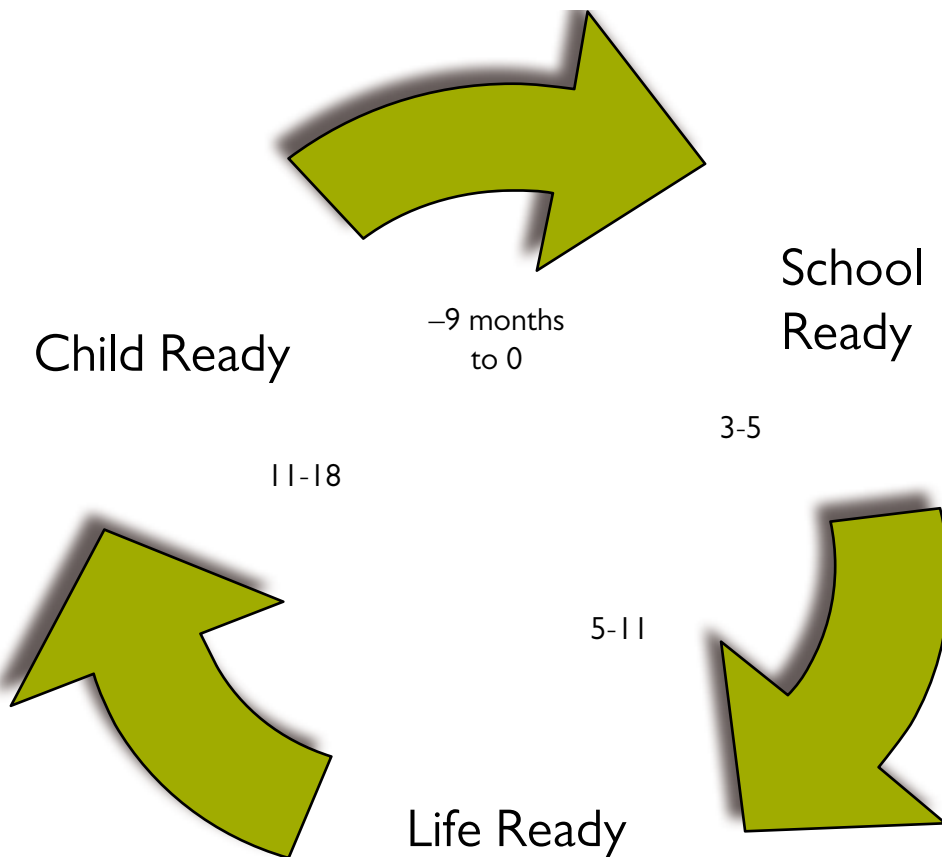 School
Ready
–9 months
to 0
Child Ready
3-5
11-18
5-11
Life Ready